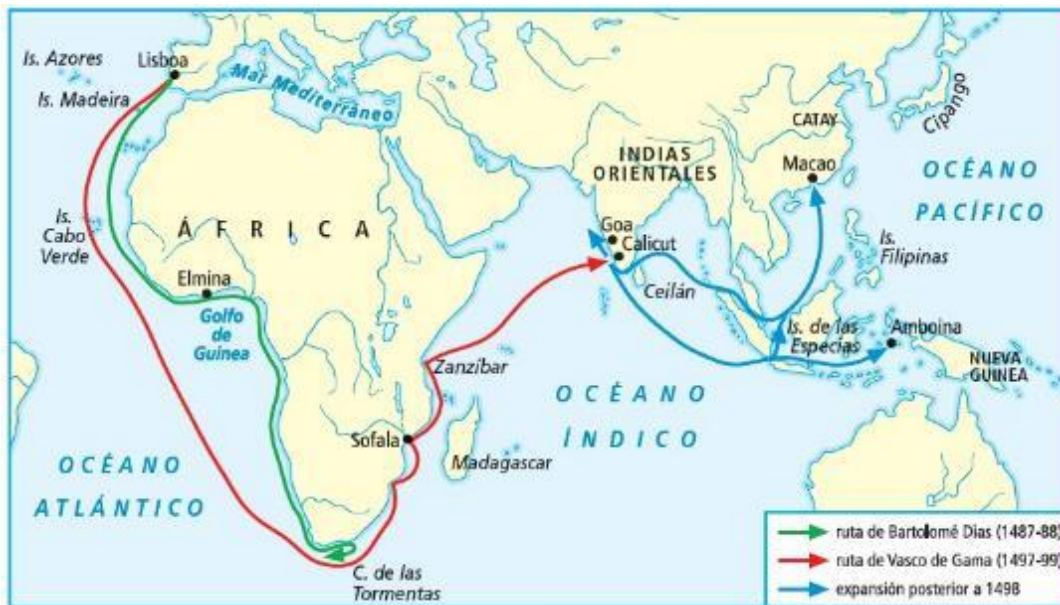 Is. Azores
Lisboa
Is. Madeira
Mar Mediterráneo
CATAY
Cipango
INDIAS
ORIENTALES
Macao
OCÉANO
PACÍFICO
Is.
Cabo
Verde
ÁFRICA
Goa
Calicut
Is.
Filipinas
Elmina
Ceilán
Golfo
de
Guinea
Is. de las
Especias
Amboina
Zanzíbar
NUEVA
GUINEA
OCÉANO
ÍNDICO
Sofala
Madagascar
OCÉANO
ATLÁNTICO
C. de las
Tormentas
ruta de Bartolomé Dias (1487-88)
ruta de Vasco de Gama (1497-99)
expansión posterior a 1498